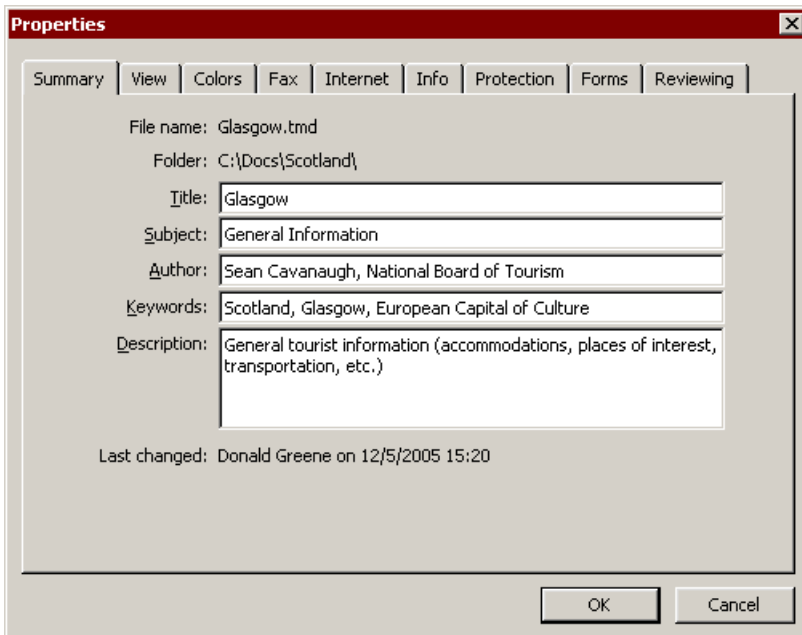 Properties
Summary View Colors Fax Internet Info Protection Forms Reviewing
File name: Glasgow.tmd
Folder: C:\Docs\Scotland\
Title: Glasgow
Subject: General Information
Author: Sean Cavanaugh, National Board of Tourism
Keywords: Scotland, Glasgow, European Capital of Culture
Description: General tourist information (accommodations, places of interest,
transportation, etc.)
Last changed: Donald Greene on 12/5/2005 15:20
OK Cancel